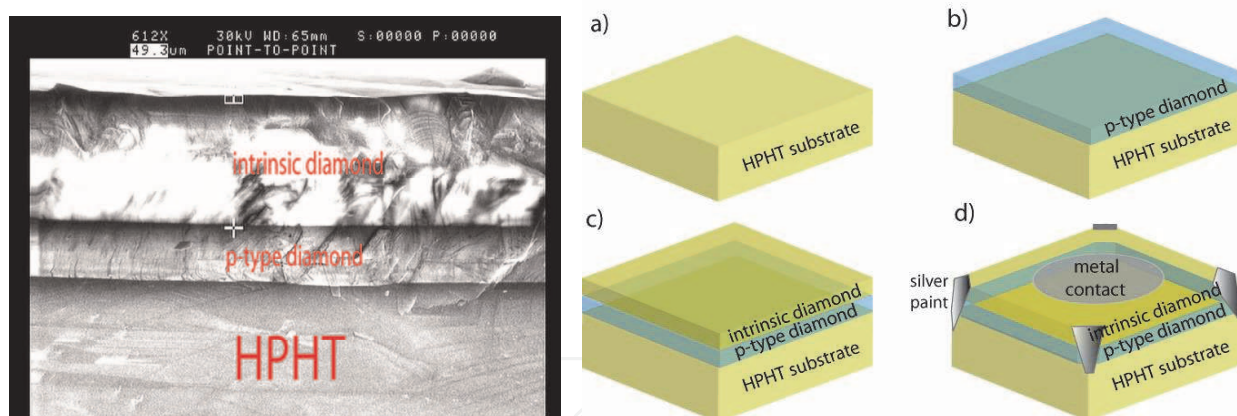 612X 30kV WD:65mm S:00000 P:00000
49.3um POINT-TO-POINT
intrinsic diamond
p-type diamond
HPHT
a)
HPHT substrate
b)
p-type diamond
HPHT substrate
c)
intrinsic diamond
p-type diamond
HPHT substrate
d)
silver
paint
metal
contact
intrinsic diamond
p-type diamond
HPHT substrate